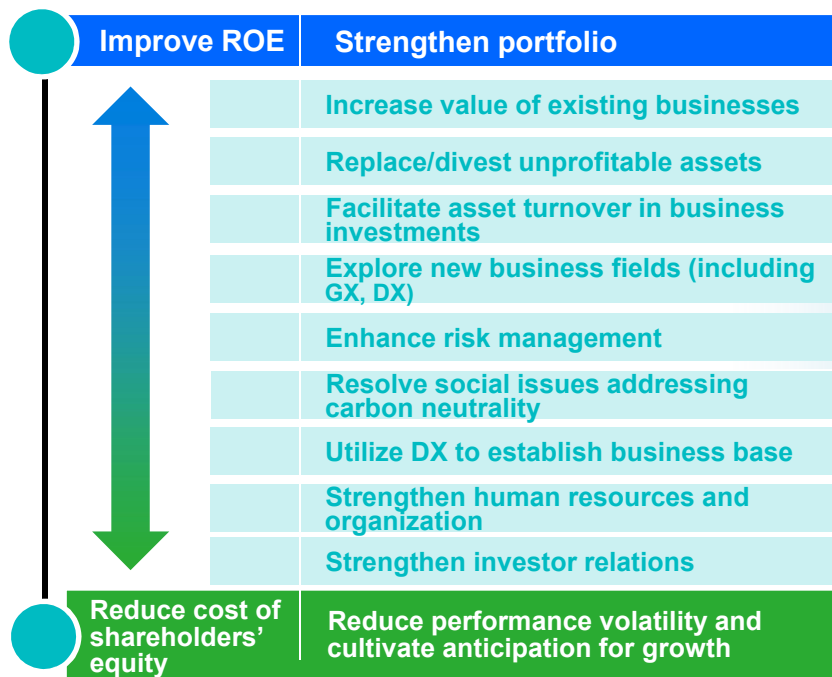 Improve ROE
Strengthen portfolio
Increase value of existing businesses
Replace/divest unprofitable assets
Facilitate asset turnover in business
investments
Explore new business fields (including
GX, DX)
Enhance risk management
Resolve social issues addressing
carbon neutrality
Utilize DX to establish business base
Strengthen human resources and
organization
Strengthen investor relations
Reduce cost of
shareholders’
equity
Reduce performance volatility and
cultivate anticipation for growth